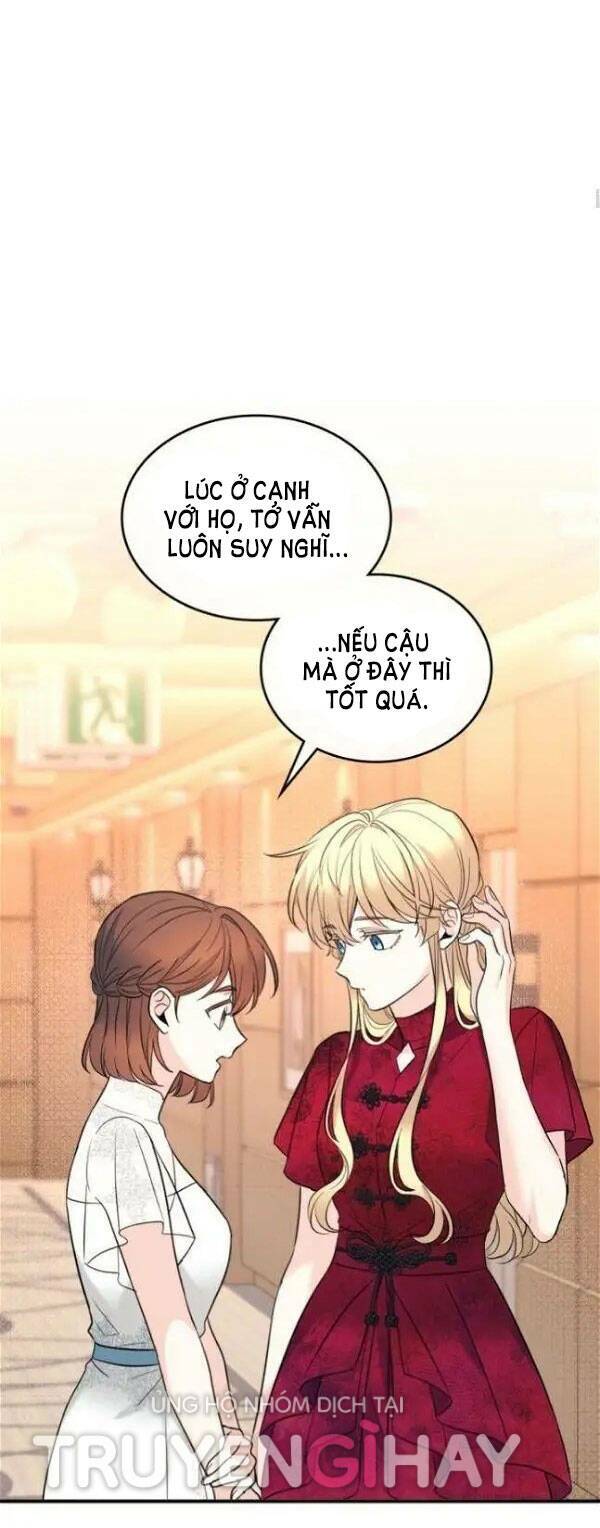 LÚC Ở CẠNH
VỚI HỌ, TỚ VẪN
LUÔN SUY NGHĨ...
...NẾU CẬU
MÀ Ở ĐÂY THÌ
TỐT QUÁ.
ỦNG HỘ NHÓM DỊCH TẠI
TRUYENGIHAY